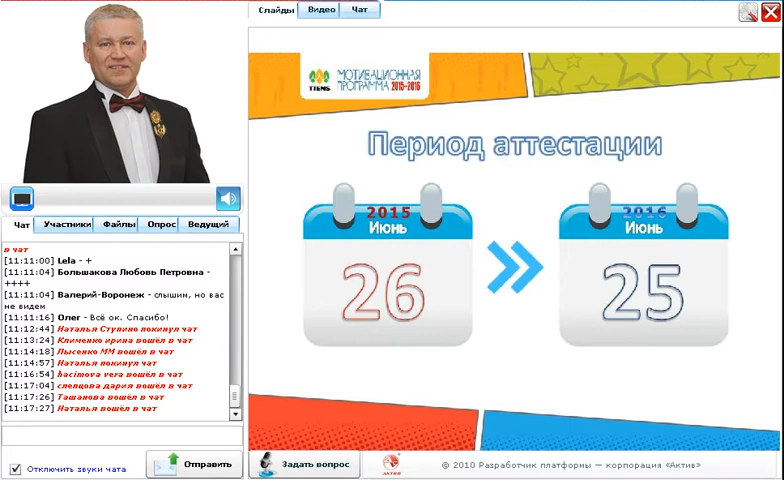 Слайды Видео Чат
TIENS
МОТИВАЦИОННАЯ
ПРОГРАММА 2015-2016
Период аттестации
2015
Июнь
26
2016
Июнь
25
Чат Участники Файлы Опрос Ведущий
в чат
[11:11:00] Lela - +
[11:11:04] Большакова Любовь Петровна -
++++
[11:11:04] Валерий-Воронеж - слышин, но вас
не видем
[11:11:16] Олег - Всё ок. Спасибо!
[11:12:44] Наталья Ступино покинул чат
[11:13:24] Клименко ирина вошёл в чат
[11:14:18] Лысенко ММ вошёл в чат
[11:14:57] Наталья покинул чат
[11:16:54] hacimova vera вошёл в чат
[11:17:04] слепцова дария вошёл в чат
[11:17:26] Ташанова вошёл в чат
[11:17:27] Наталья вошёл в чат
Отключить звуки чата
Отправить
Задать вопрос
АКТИВ
© 2010 Разработчик платформы — корпорация «Актив»